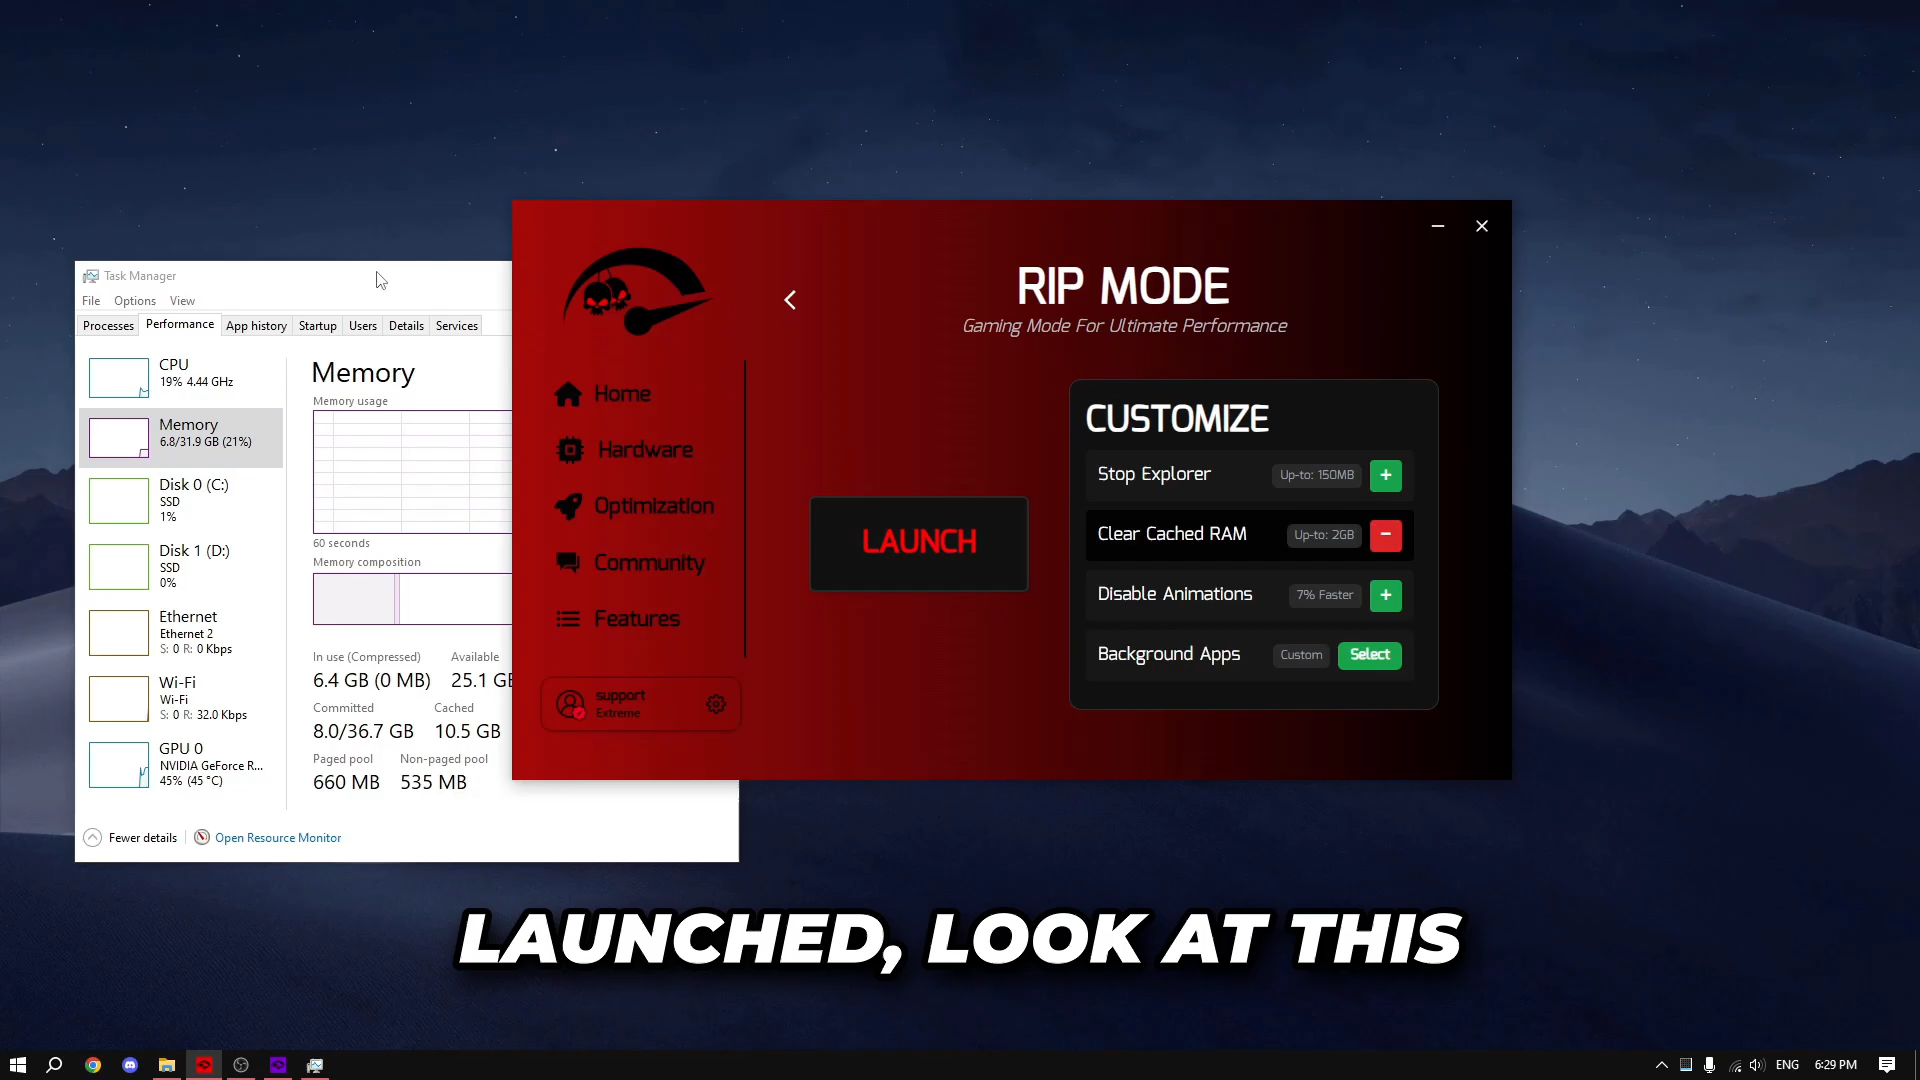 Task Manager
File Options View
Processes Performance App history Startup Users Details Services
CPU
19% 4.44 GHz
Memory
6.8/31.9 GB (21%)
Disk 0 (C:)
SSD
1%
Disk 1 (D:)
SSD
0%
Ethernet
Ethernet 2
S: 0 R: 0 Kbps
Wi-Fi
Wi-Fi
S: 0 R: 32.0 Kbps
GPU 0
NVIDIA GeForce R...
45% (45 °C)
Memory
Memory usage
60 seconds
Memory composition
In use (Compressed) Available
6.4 GB (0 MB) 25.1 GB
Committed Cached
8.0/36.7 GB 10.5 GB
Paged pool Non-paged pool
660 MB 535 MB
Fewer details Open Resource Monitor
Home
Hardware
Optimization
Community
Features
support
Extreme
RIP MODE
Gaming Mode For Ultimate Performance
LAUNCH
CUSTOMIZE
Stop Explorer Up-to: 150MB +
Clear Cached RAM Up-to: 2GB -
Disable Animations 7% Faster +
Background Apps Custom Select
LAUNCHED, LOOK AT THIS
ENG 6:29 PM